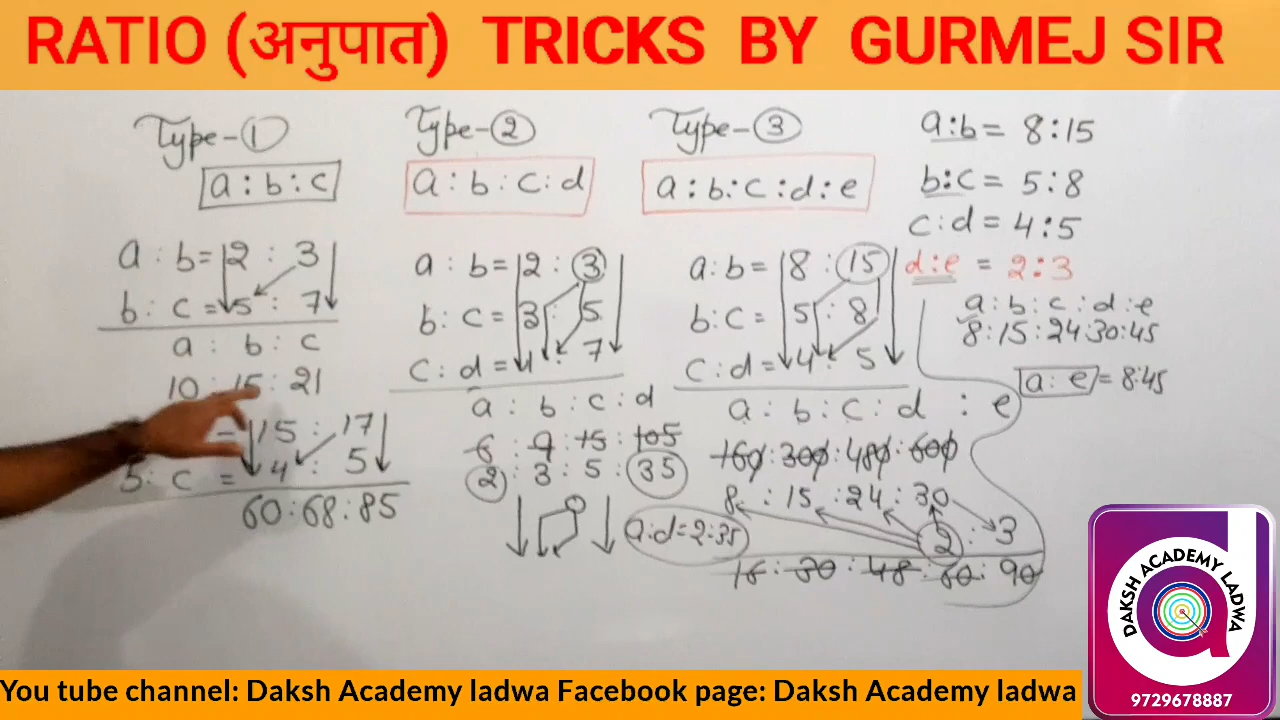 RATIO (अनुपात) TRICKS BY GURMEJ SIR
Type-①
a : b : c
a : b = 2 : 3
b : c = 5 : 7
a : b : c
10 : 15 : 21
= 15 : 17
b : c = 4 : 5
60 : 68 : 85
Type-②
a : b : c : d
a : b = 2 : 3
b : c = 3 : 5
c : d = 4 : 7
a : b : c : d
6 : 9 : 15 : 105
2 : 3 : 5 : 35
a:d = 2:35
Type-③
a : b : c : d : e
a : b = 8 : 15
b : c = 5 : 8
c : d = 4 : 5
a : b : c : d : e
160 : 300 : 480 : 600
8 : 15 : 24 : 30
2 : 3
16 : 30 : 48 : 60 : 90
a:b = 8:15
b:c = 5:8
c:d = 4:5
d:e = 2:3
a : b : c : d : e
8:15:24:30:45
a : e = 8:45
DAKSH ACADEMY LADWA
9729678887
You tube channel: Daksh Academy ladwa Facebook page: Daksh Academy ladwa